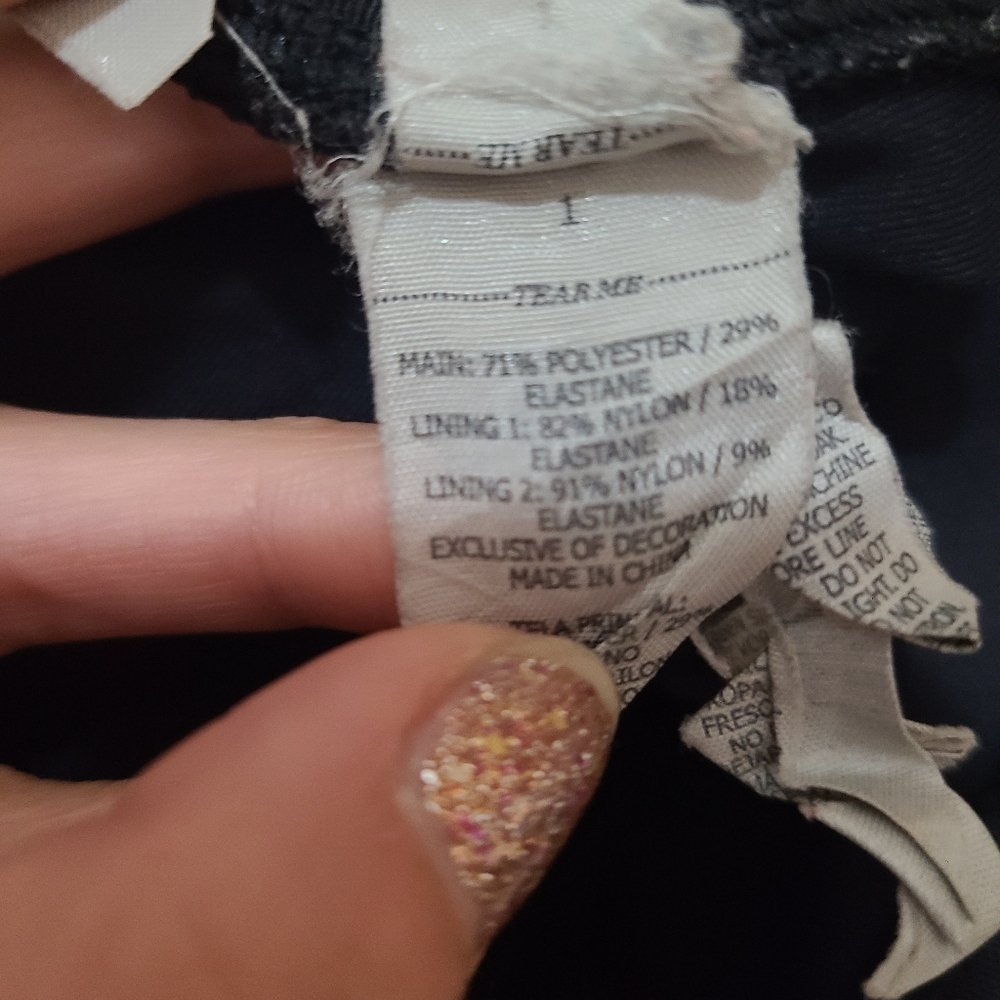 TEAR ME
1
TEAR ME
MAIN: 71% POLYESTER / 29%
ELASTANE
LINING 1: 82% NYLON / 18%
ELASTANE
LINING 2: 91% NYLON / 9%
ELASTANE
EXCLUSIVE OF DECORATION
MADE IN CHINA
NO
EXCESS
LINE
DO NOT
DO
NOT
FRESC
NO